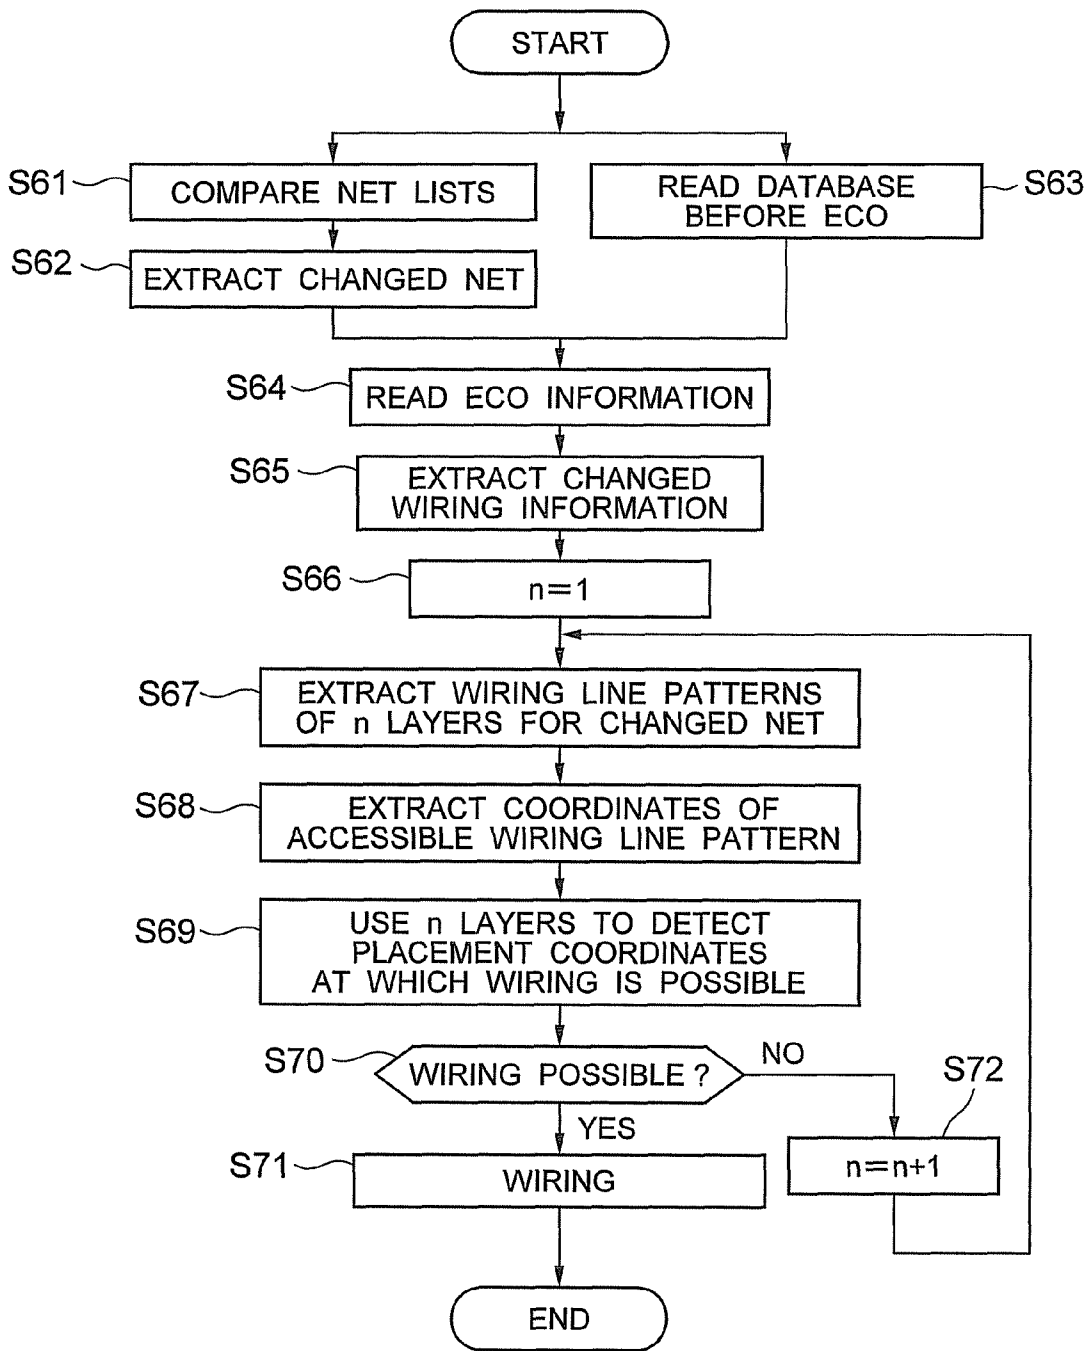 START
S61
COMPARE NET LISTS
READ DATABASE
BEFORE ECO
S63
S62
EXTRACT CHANGED NET
S64
READ ECO INFORMATION
S65
EXTRACT CHANGED
WIRING INFORMATION
S66
n=1
S67
EXTRACT WIRING LINE PATTERNS
OF n LAYERS FOR CHANGED NET
S68
EXTRACT COORDINATES OF
ACCESSIBLE WIRING LINE PATTERN
S69
USE n LAYERS TO DETECT
PLACEMENT COORDINATES
AT WHICH WIRING IS POSSIBLE
S70
WIRING POSSIBLE?
NO
S72
YES
n=n+1
S71
WIRING
END